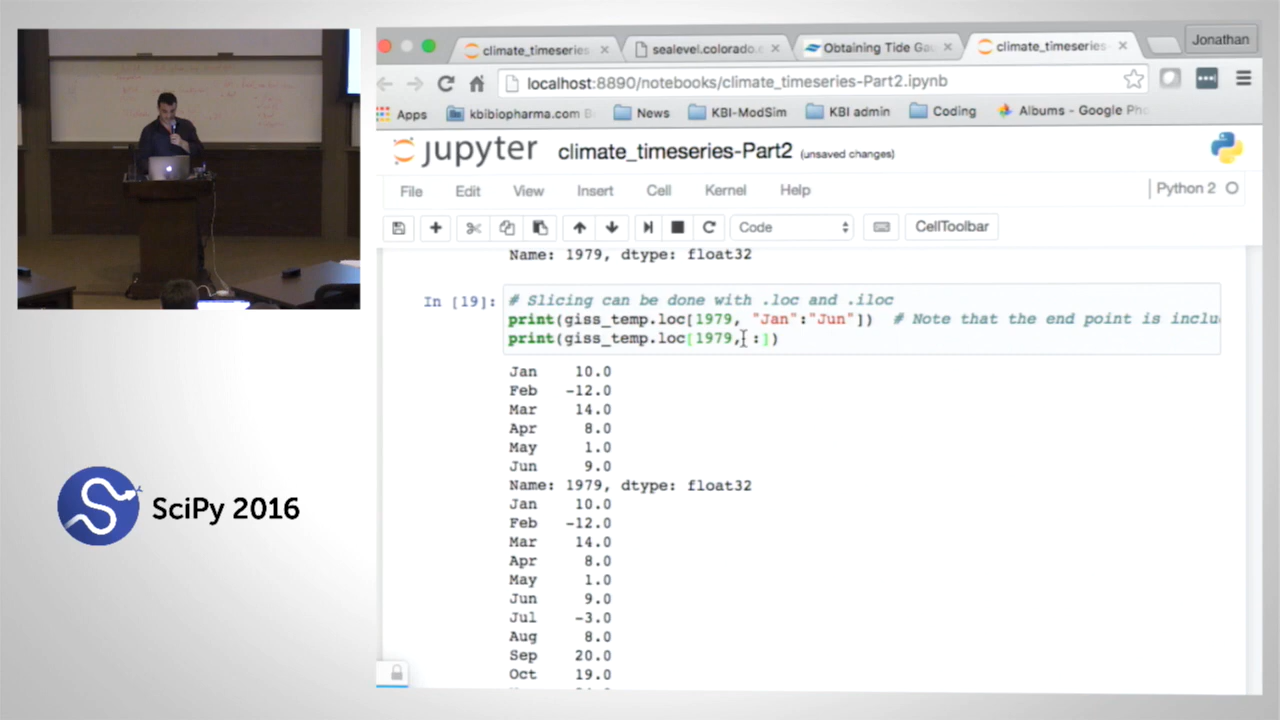 climate_timeseries
sealevel.colorado.e
Obtaining Tide Gau
climate_timeseries
Jonathan
localhost:8890/notebooks/climate_timeseries-Part2.ipynb
Apps
kbibiopharma.com
News
KBI-ModSim
KBI admin
Coding
Albums - Google Pho
jupyter
climate_timeseries-Part2 (unsaved changes)
File Edit View Insert Cell Kernel Help
Python 2
Code
CellToolbar
Name: 1979, dtype: float32
In [19]:
# Slicing can be done with .loc and .iloc
print(giss_temp.loc[1979, "Jan":"Jun"])  # Note that the end point is inclu
print(giss_temp.loc[1979, :])
Jan 10.0
Feb -12.0
Mar 14.0
Apr 8.0
May 1.0
Jun 9.0
Name: 1979, dtype: float32
Jan 10.0
Feb -12.0
Mar 14.0
Apr 8.0
May 1.0
Jun 9.0
Jul -3.0
Aug 8.0
Sep 20.0
Oct 19.0
SciPy 2016